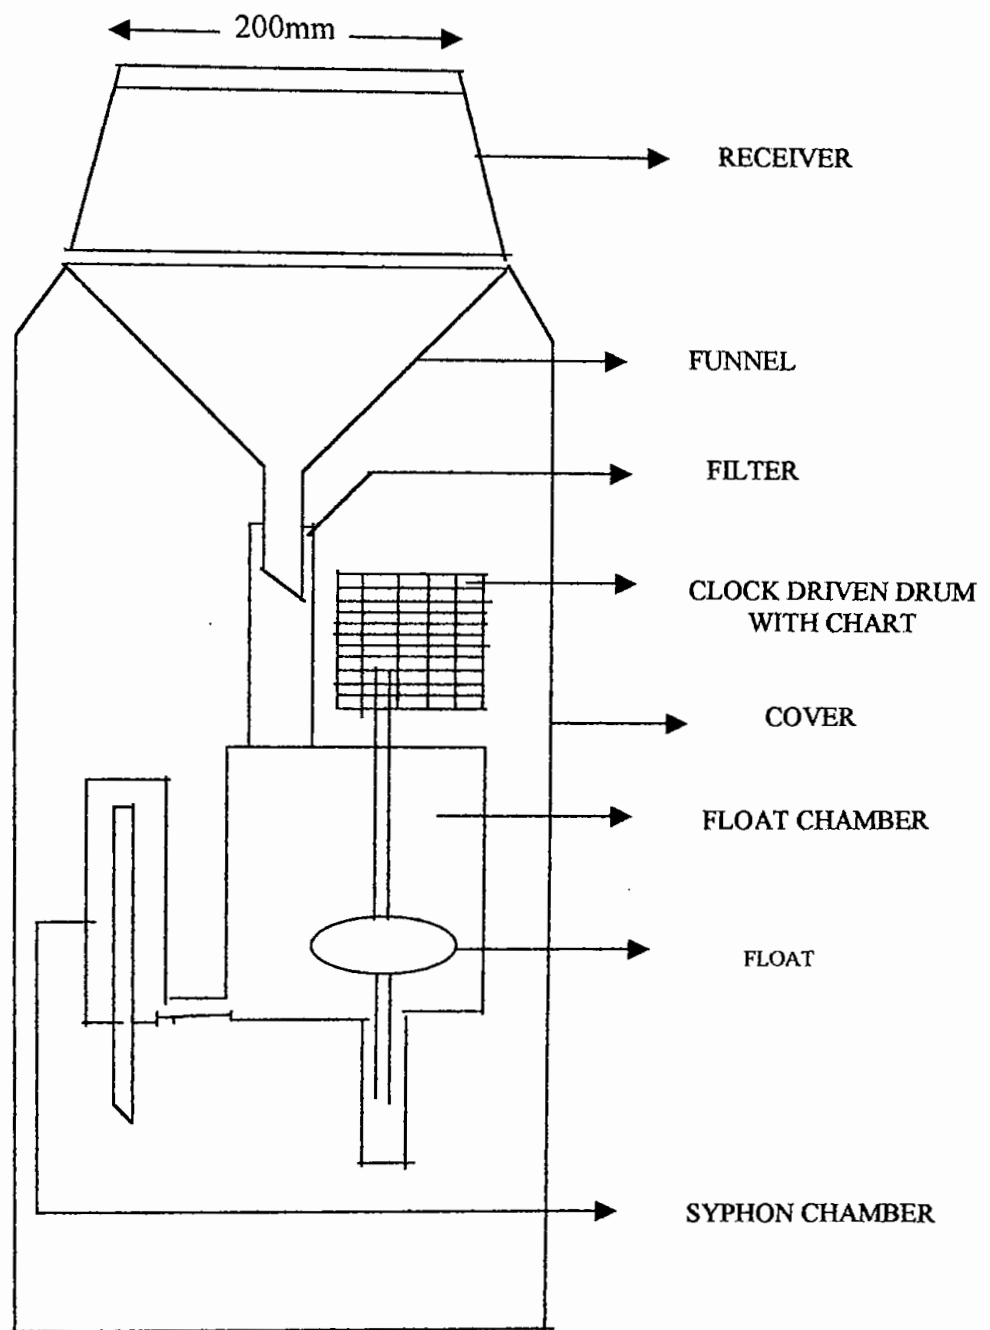 200mm
RECEIVER
FUNNEL
FILTER
CLOCK DRIVEN DRUM
WITH CHART
COVER
FLOAT CHAMBER
FLOAT
SYPHON CHAMBER